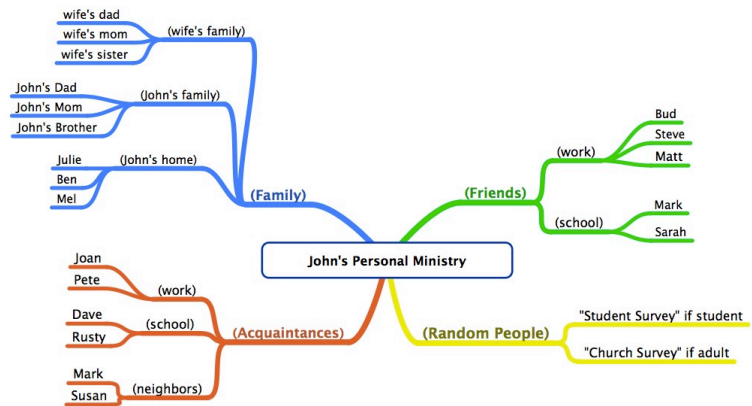 wife's dad
wife's mom
wife's sister
(wife's family)
John's Dad
John's Mom
John's Brother
(John's family)
Julie
Ben
Mel
(John's home)
(Family)
Bud
Steve
Matt
(work)
(Friends)
Mark
Sarah
(school)
John's Personal Ministry
Joan
Pete
(work)
Dave
Rusty
(school)
Mark
Susan
(neighbors)
(Acquaintances)
(Random People)
"Student Survey" if student
"Church Survey" if adult